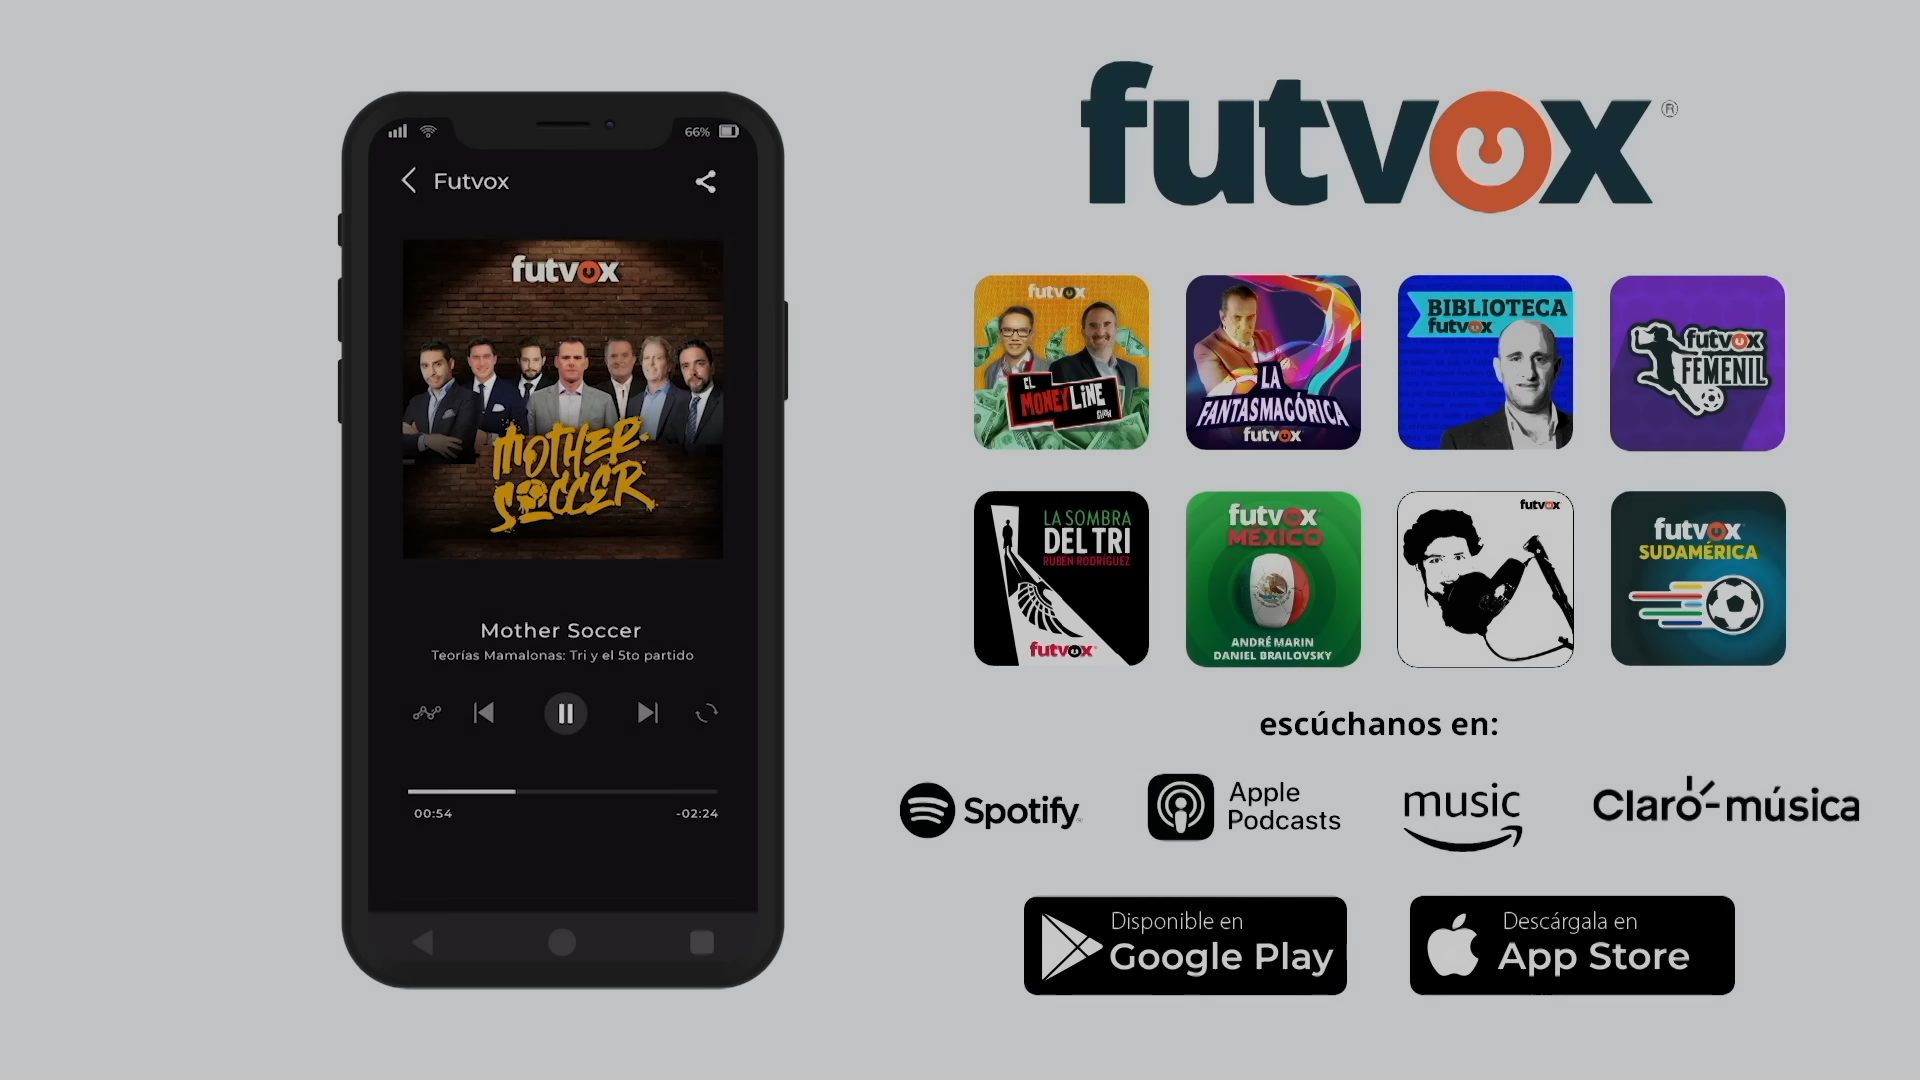 66%
Futvox
futvox
MOTHER
SOCCER
Mother Soccer
Teorías Mamalonas: Tri y el 5to partido
00:54
-02:24
futvox®
futvox
EL
MONEYLINE
SHOW
LA
FANTASMAGÓRICA
futvox
BIBLIOTECA
futvox
futvox
FEMENIL
LA SOMBRA
DEL TRI
RUBÉN RODRÍGUEZ
futvox
futvox
MÉXICO
ANDRÉ MARIN
DANIEL BRAILOVSKY
futvox
futvox
SUDAMÉRICA
escúchanos en:
Spotify
Apple
Podcasts
music
Claro-música
Disponible en
Google Play
Descárgala en
App Store